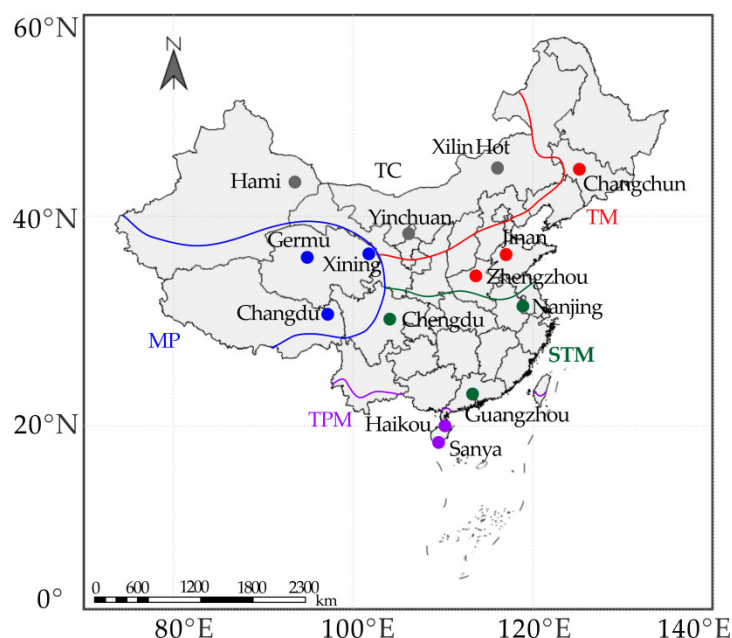 60°N
N
Xilin Hot
TC
Hami
Changchun
40°N
Yinchuan
TM
Germu
Jinan
Xining
Zhengzhou
Changdu
Chengdu
Nanjing
MP
STM
TPM
Guangzhou
20°N
Haikou
Sanya
0 600 1200 1800 2300
km
0°
80°E 100°E 120°E 140°E